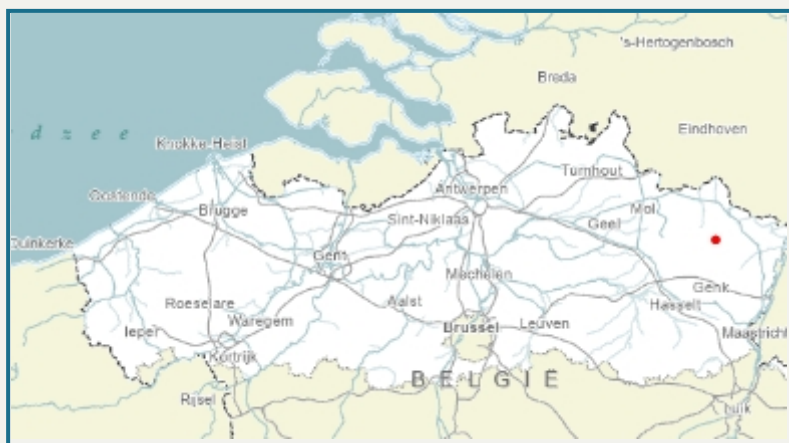 's-Hertogenbosch
Breda
Eindhoven
d z e e
Knokke-Heist
Turnhout
Oostende
Antwerpen
Mol
Brugge
Sint-Niklaas
Geel
Duinkerke
Gent
Mechelen
Genk
Roeselare
Aalst
Hasselt
Ieper
Waregem
Brussel
Leuven
Maastricht
Kortrijk
BELGIË
Rijsel
Luik